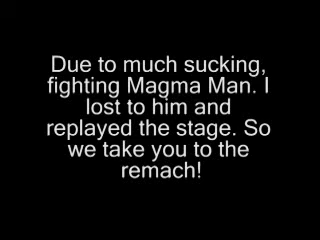 Due to much sucking,
fighting Magma Man. I
lost to him and
replayed the stage. So
we take you to the
remach!